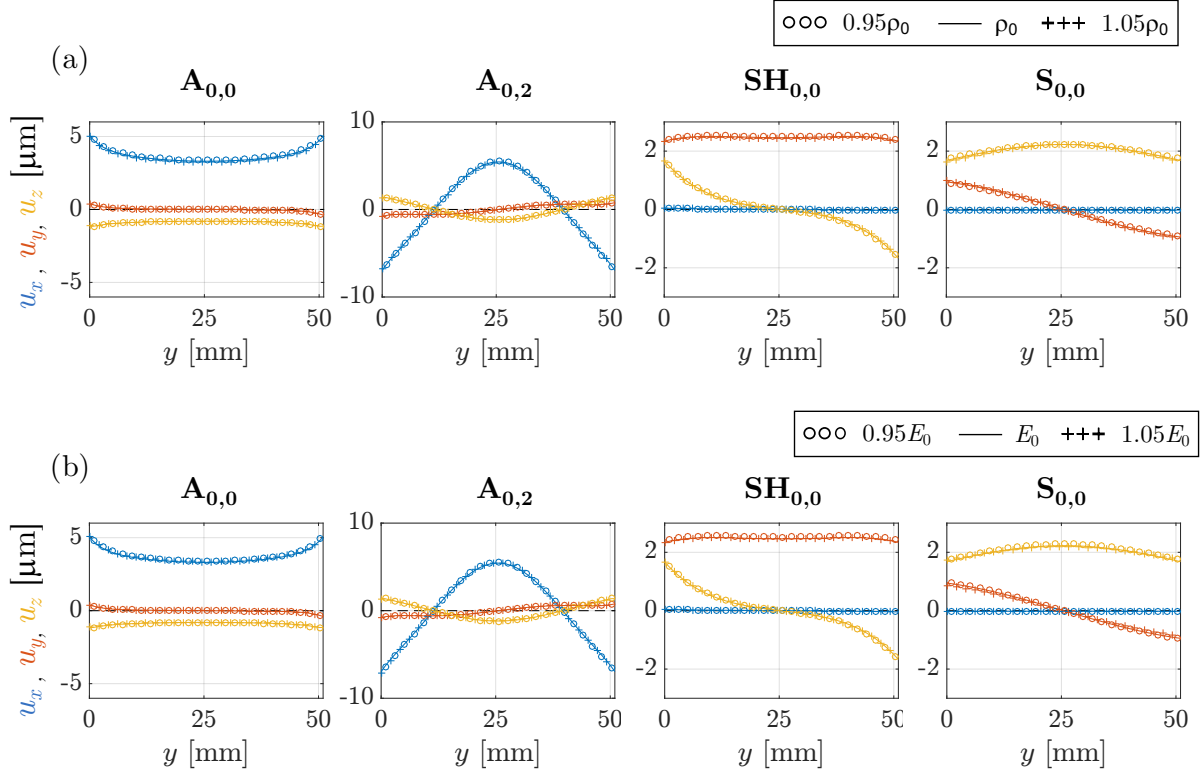 ○○○ 0.95ρ₀ — ρ₀ +++ 1.05ρ₀
(a)
A₀,₀ A₀,₂ SH₀,₀ S₀,₀
uₓ, u_y, u_z [µm]
5 0 -5
10 0 -10
2 0 -2
2 0 -2
0 25 50 0 25 50 0 25 50 0 25 50
y [mm] y [mm] y [mm] y [mm]
○○○ 0.95E₀ — E₀ +++ 1.05E₀
(b)
A₀,₀ A₀,₂ SH₀,₀ S₀,₀
uₓ, u_y, u_z [µm]
5 0 -5
10 0 -10
2 0 -2
2 0 -2
0 25 50 0 25 50 0 25 50 0 25 50
y [mm] y [mm] y [mm] y [mm]